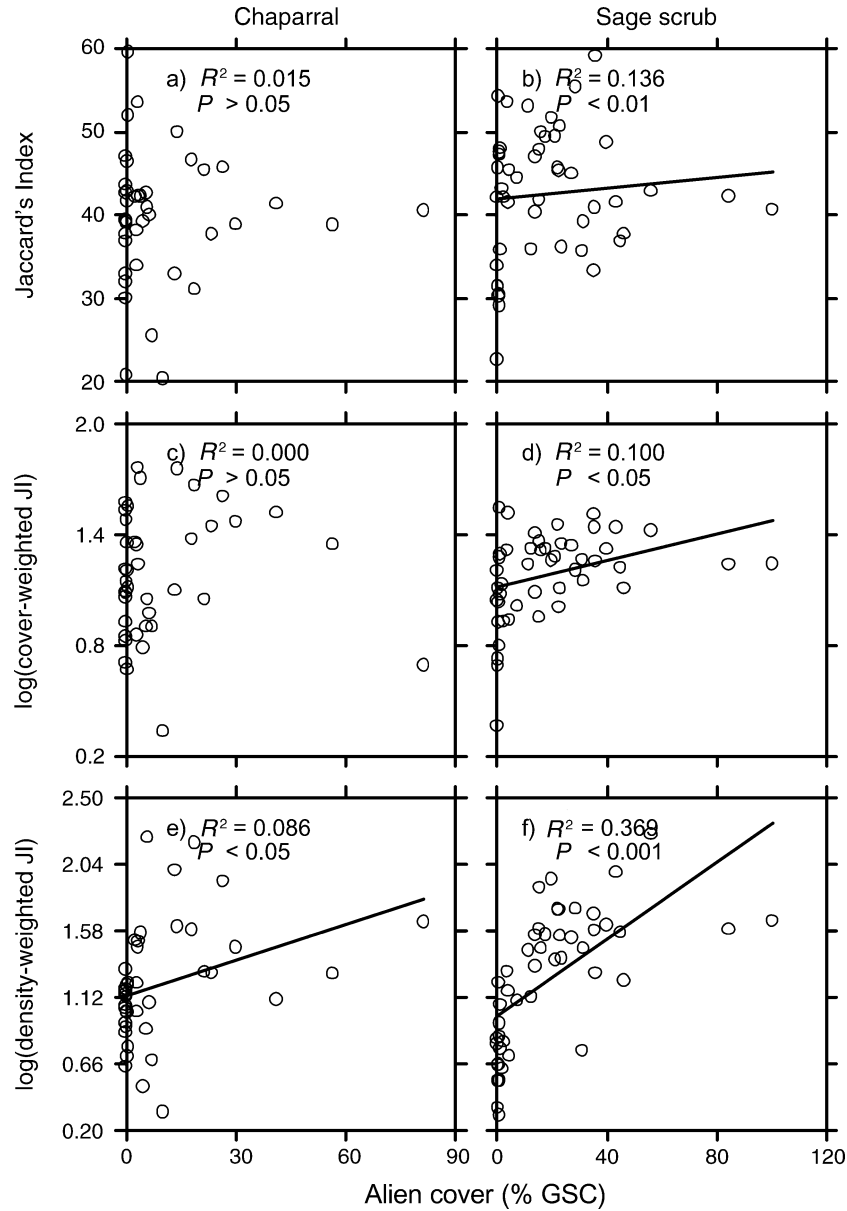 Chaparral
Sage scrub
Jaccard's Index
60
50
40
30
20
a) R² = 0.015
P > 0.05
b) R² = 0.136
P < 0.01
log(cover-weighted JI)
2.0
1.4
0.8
0.2
c) R² = 0.000
P > 0.05
d) R² = 0.100
P < 0.05
log(density-weighted JI)
2.50
2.04
1.58
1.12
0.66
0.20
e) R² = 0.086
P < 0.05
f) R² = 0.369
P < 0.001
0 30 60 90
0 40 80 120
Alien cover (% GSC)